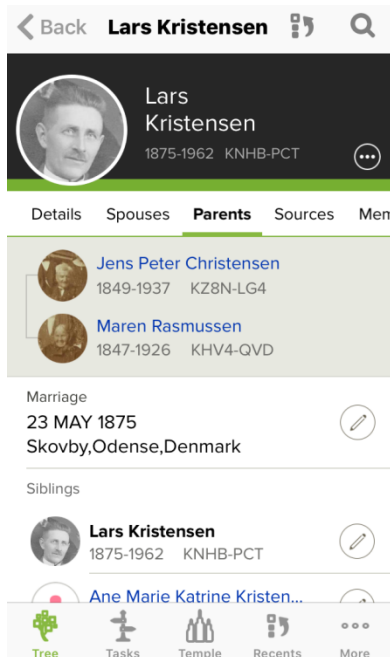 Back Lars Kristensen
Lars
Kristensen
1875-1962 KNHB-PCT
Details Spouses Parents Sources Mem
Jens Peter Christensen
1849-1937 KZ8N-LG4
Maren Rasmussen
1847-1926 KHV4-QVD
Marriage
23 MAY 1875
Skovby,Odense,Denmark
Siblings
Lars Kristensen
1875-1962 KNHB-PCT
Ane Marie Katrine Kristen...
Tree Tasks Temple Recents More